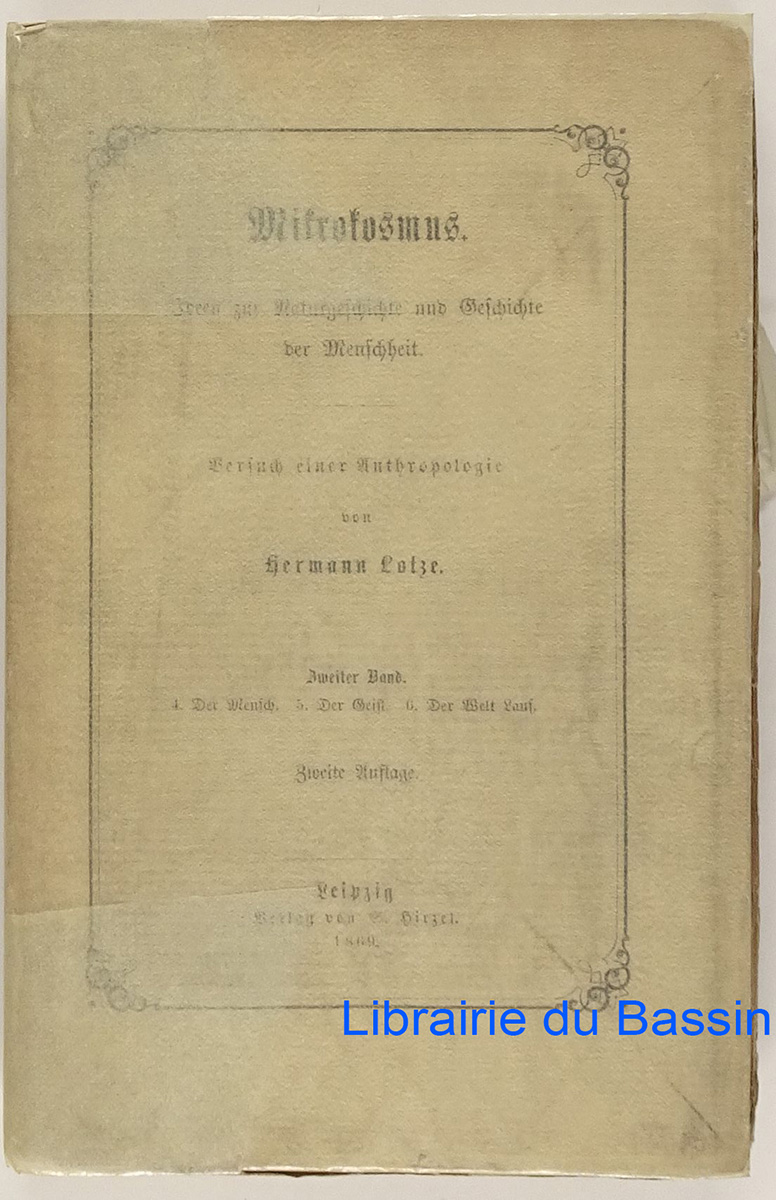 Mikrokosmus.
Ideen zur Naturgeschichte und Geschichte
der Menschheit.
Versuch einer Anthropologie
von
Hermann Lotze.
Zweiter Band.
4. Der Mensch. 5. Der Geist. 6. Der Welt Lauf.
Zweite Auflage.
Leipzig
Verlag von S. Hirzel.
1869.
Librairie du Bassin